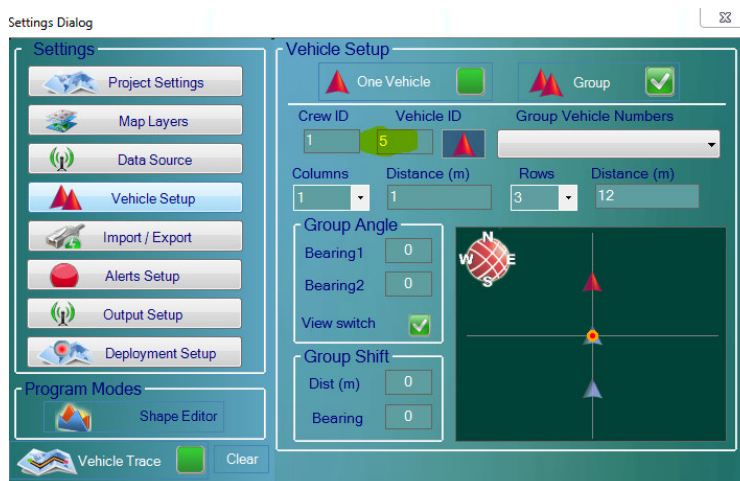 Settings Dialog
Settings
Project Settings
Map Layers
Data Source
Vehicle Setup
Import / Export
Alerts Setup
Output Setup
Deployment Setup
Program Modes
Shape Editor
Vehicle Trace
Clear
Vehicle Setup
One Vehicle
Group
Crew ID Vehicle ID Group Vehicle Numbers
1 5
Columns Distance (m) Rows Distance (m)
1 1 3 12
Group Angle
Bearing1 0
Bearing2 0
View switch
Group Shift
Dist (m) 0
Bearing 0
N
W E
S